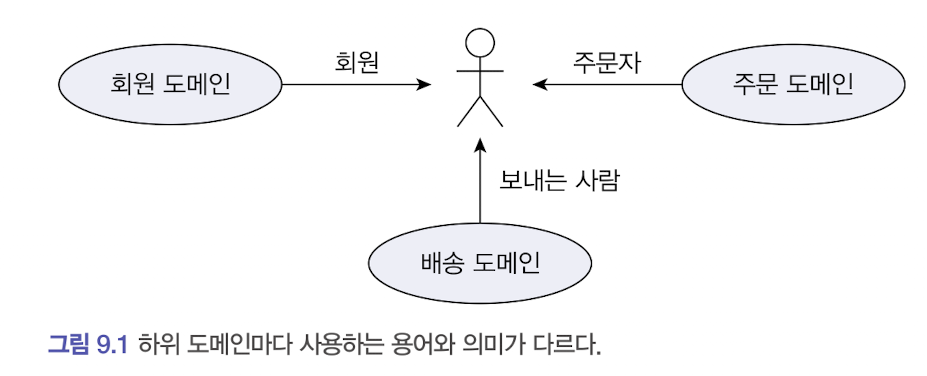 회원 도메인
회원
주문자
주문 도메인
보내는 사람
배송 도메인
그림 9.1 하위 도메인마다 사용하는 용어와 의미가 다르다.